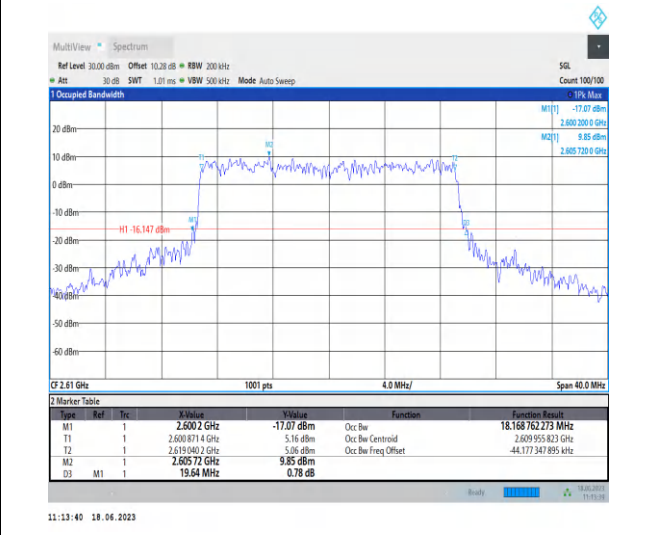 MultiView Spectrum
Ref Level 30.00 dBm Offset 10.28 dB RBW 200 kHz SGL
Att 30 dB SWT 1.01 ms VBW 500 kHz Mode Auto Sweep Count 100/100
1 Occupied Bandwidth 1Pk Max
M1[1] -17.07 dBm
2.600 200 0 GHz
M2[1] 9.85 dBm
2.605 720 0 GHz
20 dBm
M2
T1 T2
10 dBm
0 dBm
-10 dBm
M1 D3
H1 -16.147 dBm
-20 dBm
-30 dBm
-40 dBm
-50 dBm
-60 dBm
CF 2.61 GHz 1001 pts 4.0 MHz/ Span 40.0 MHz
2 Marker Table
Type Ref Trc X-Value Y-Value Function Function Result
M1 1 2.600 2 GHz -17.07 dBm Occ Bw 18.168 762 273 MHz
T1 1 2.600 871 4 GHz 5.16 dBm Occ Bw Centroid 2.609 955 823 GHz
T2 1 2.619 040 2 GHz 5.06 dBm Occ Bw Freq Offset -44.177 347 895 kHz
M2 1 2.605 72 GHz 9.85 dBm
D3 M1 1 19.64 MHz 0.78 dB
Ready 18.06.2023
11:13:40 18.06.2023